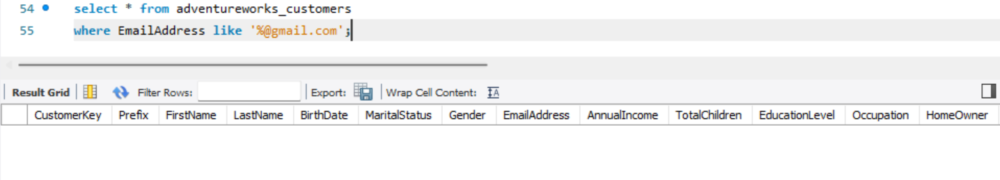 54 select * from adventureworks_customers
55 where EmailAddress like '%@gmail.com';
Result Grid Filter Rows: Export: Wrap Cell Content: IA
CustomerKey Prefix FirstName LastName BirthDate MaritalStatus Gender EmailAddress AnnualIncome TotalChildren EducationLevel Occupation HomeOwner